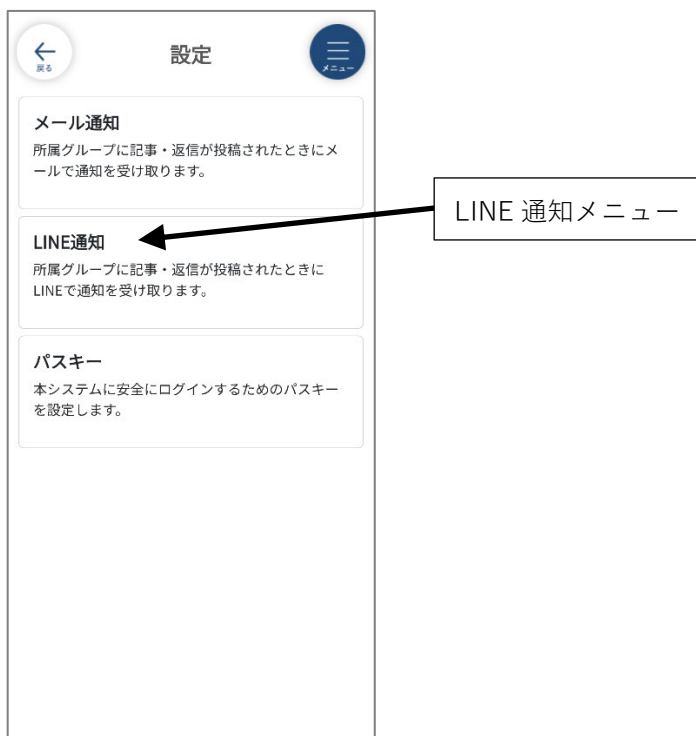 戻る
設定
メニュー
メール通知
所属グループに記事・返信が投稿されたときにメ
ールで通知を受け取ります。
LINE通知
所属グループに記事・返信が投稿されたときに
LINEで通知を受け取ります。
パスキー
本システムに安全にログインするためのパスキー
を設定します。
LINE 通知メニュー